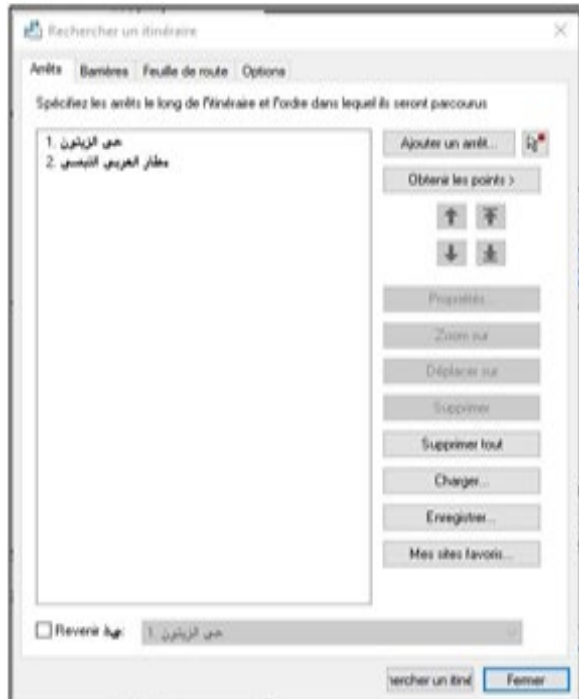 Rechercher un itinéraire
Arrêts Barrières Feuille de route Options
Spécifiez les arrêts le long de l'itinéraire et l'ordre dans lequel ils seront parcourus
1. حي الزيتون
2. مطار العربي التبسي
Ajouter un arrêt...
Obtenir les points >
Propriétés...
Zoom sur
Déplacer sur
Supprimer
Supprimer tout
Charger...
Enregistrer...
Mes sites favoris...
Revenir
1. حي الزيتون
ercher un itiné
Fermer